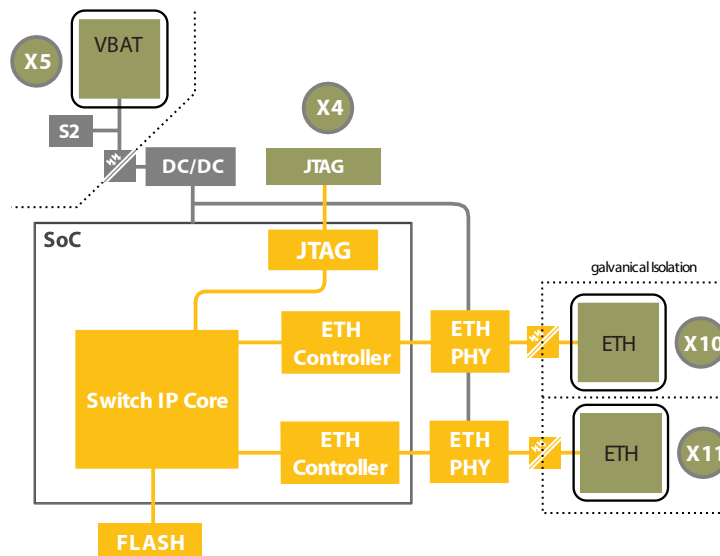 VBAT
X5
X4
S2
DC/DC
JTAG
SoC
JTAG
galvanical Isolation
ETH
Controller
ETH
PHY
ETH
X10
Switch IP Core
ETH
Controller
ETH
PHY
ETH
X11
FLASH